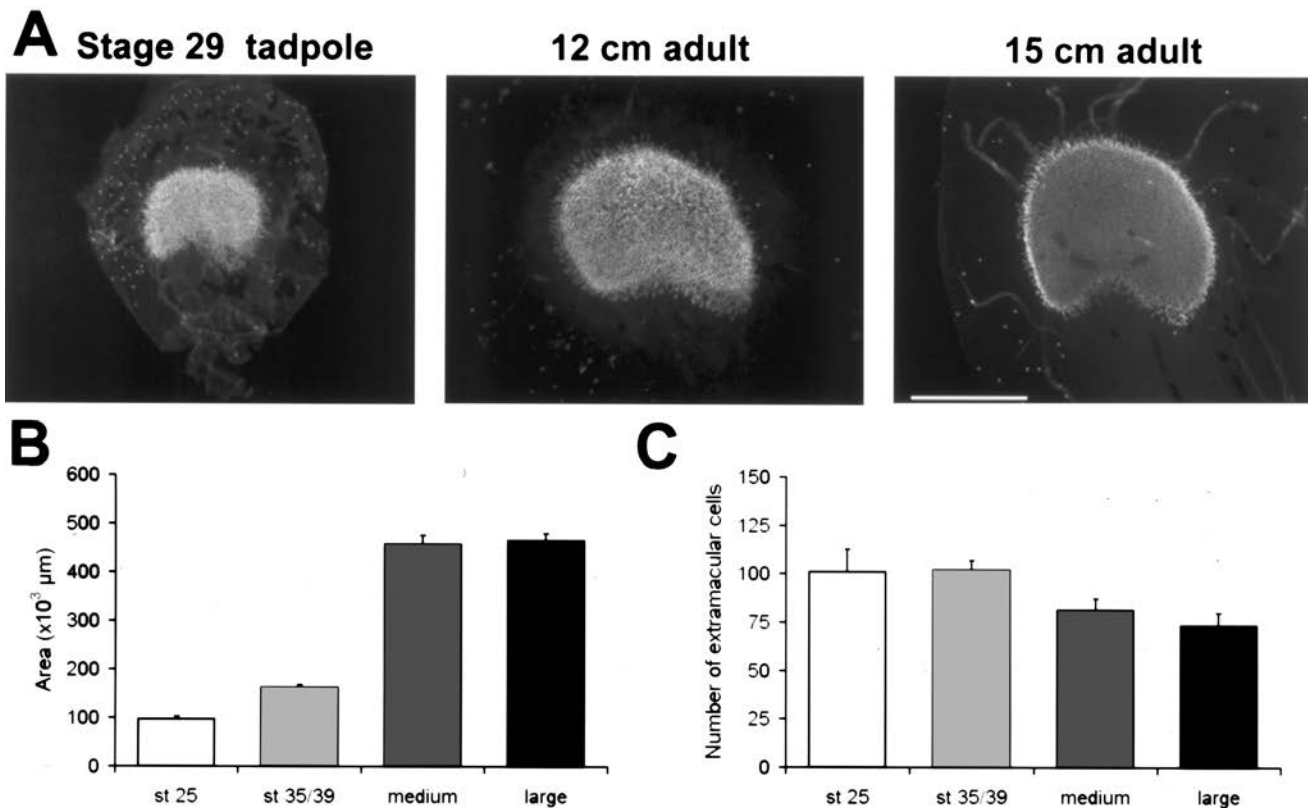 A Stage 29 tadpole 12 cm adult 15 cm adult
B
Area (x10³ µm)
600
500
400
300
200
100
0
st 25 st 35/39 medium large
C
Number of extramacular cells
150
125
100
75
50
25
0
st 25 st 35/39 medium large